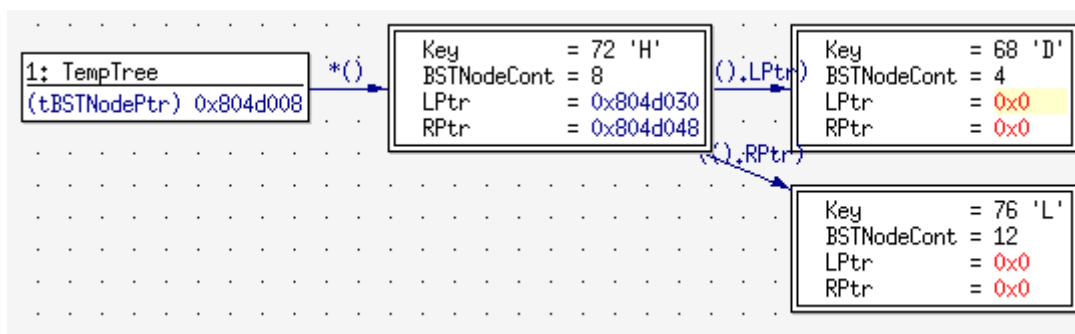 1: TempTree
(tBSTNodePtr) 0x804d008
*()
Key = 72 'H'
BSTNodeCont = 8
LPtr = 0x804d030
RPtr = 0x804d048
().LPtr)
Key = 68 'D'
BSTNodeCont = 4
LPtr = 0x0
RPtr = 0x0
(().RPtr)
Key = 76 'L'
BSTNodeCont = 12
LPtr = 0x0
RPtr = 0x0